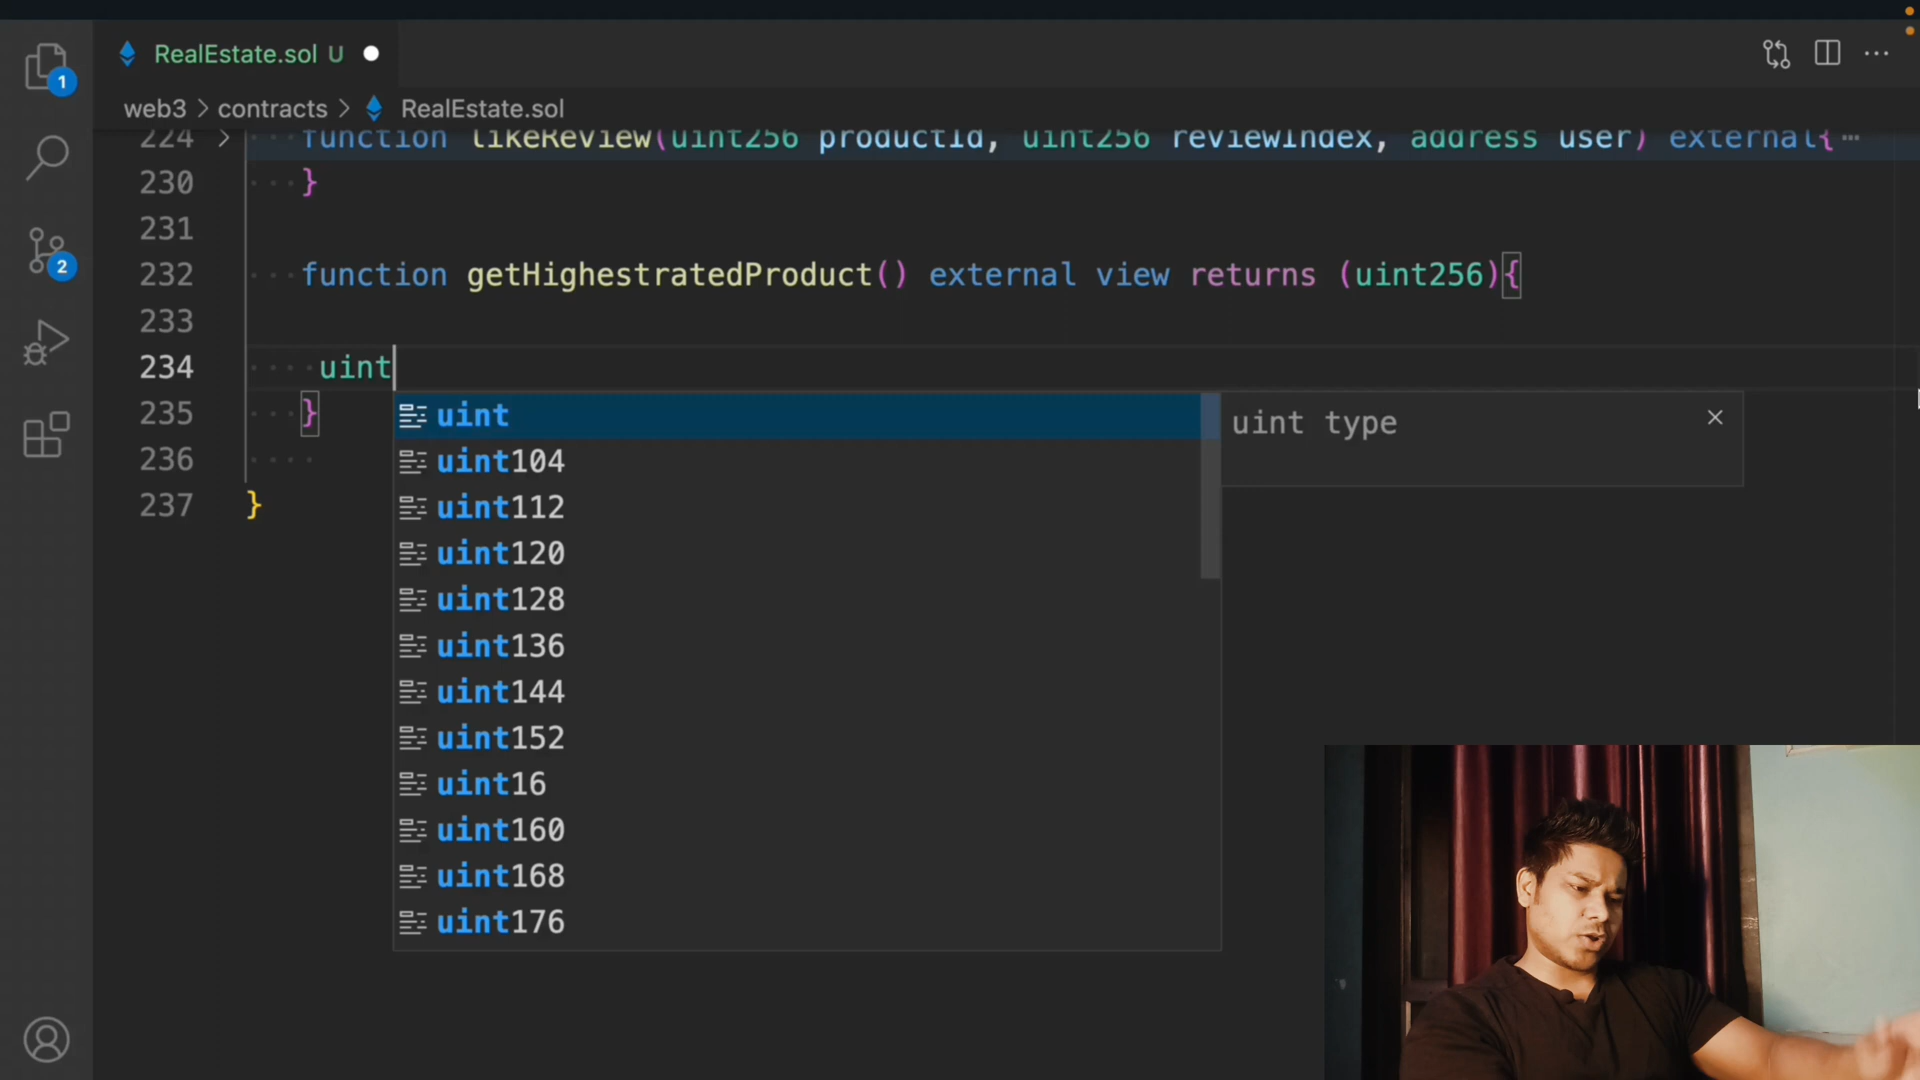 RealEstate.sol U
1
web3 > contracts > RealEstate.sol
224 > function likeReview(uint256 productId, uint256 reviewIndex, address user) external{ ⋯
230 }
231
232 function getHighestratedProduct() external view returns (uint256){
233
234 uint
235 }
236
237 }
2
uint
uint104
uint112
uint120
uint128
uint136
uint144
uint152
uint16
uint160
uint168
uint176
uint type